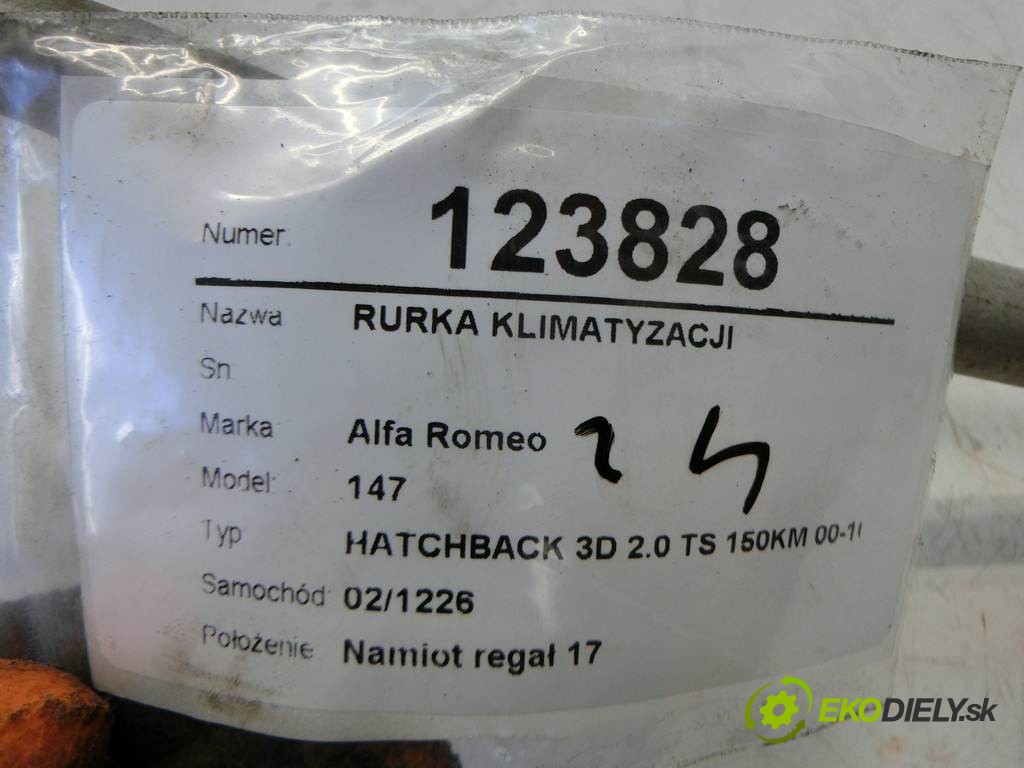 Numer. 123828
Nazwa RURKA KLIMATYZACJI
Sn
Marka Alfa Romeo
Model: 147
Typ HATCHBACK 3D 2.0 TS 150KM 00-1
Samochód 02/1226
Położenie Namiot regał 17
EKODIELY.sk